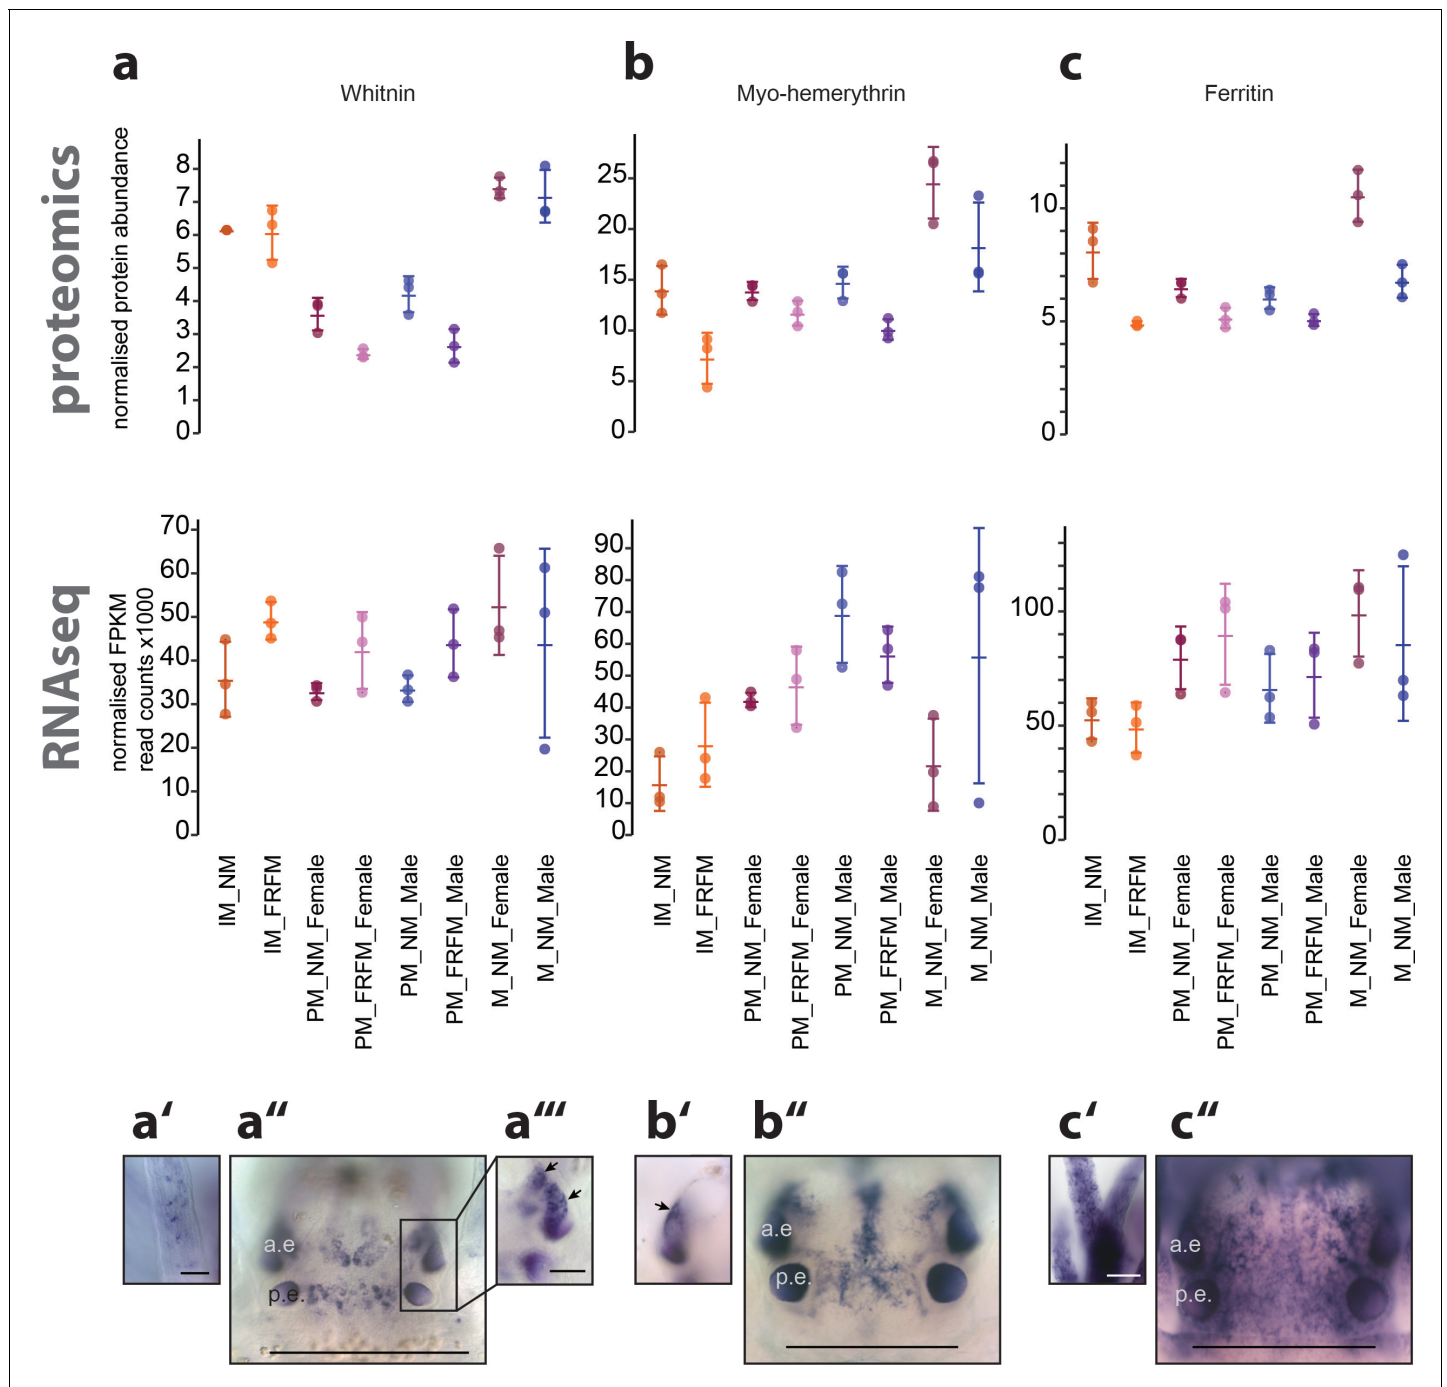 a
b
c
Whitnin
Myo-hemerythrin
Ferritin
proteomics
normalised protein abundance
8
7
6
5
4
3
2
1
0
25
20
15
10
5
0
10
5
0
RNAseq
normalised FPKM
read counts x1000
70
60
50
40
30
20
10
0
90
80
70
60
50
40
30
20
10
0
100
50
0
IM_NM
IM_FRFM
PM_NM_Female
PM_FRFM_Female
PM_NM_Male
PM_FRFM_Male
M_NM_Female
M_NM_Male
IM_NM
IM_FRFM
PM_NM_Female
PM_FRFM_Female
PM_NM_Male
PM_FRFM_Male
M_NM_Female
M_NM_Male
IM_NM
IM_FRFM
PM_NM_Female
PM_FRFM_Female
PM_NM_Male
PM_FRFM_Male
M_NM_Female
M_NM_Male
a‘
a‘‘
a‘‘‘
b‘
b‘‘
c‘
c‘‘
a.e
p.e.
a.e
p.e.
a.e
p.e.